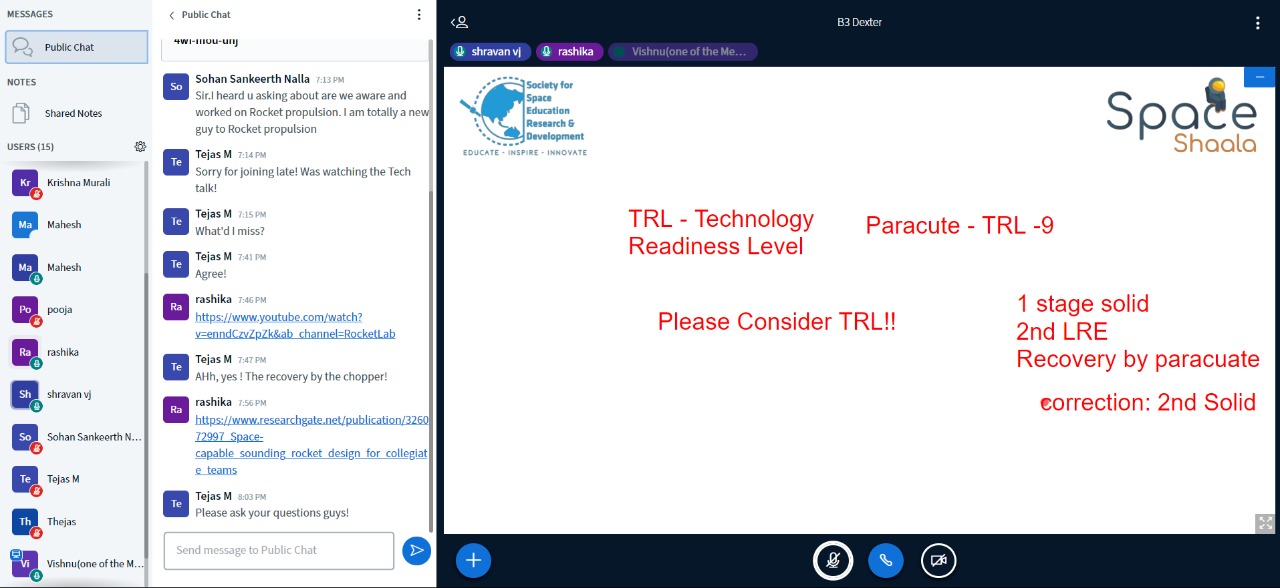 MESSAGES
Public Chat
NOTES
Shared Notes
USERS (15)
Kr
Krishna Murali
Ma
Mahesh
Ma
Mahesh
Po
pooja
Ra
rashika
Sh
shravan vj
So
Sohan Sankeerth N...
Te
Tejas M
Th
Thejas
Vi
Vishnu(one of the M...
Public Chat
4wi-mou-unj
So
Sohan Sankeerth Nalla 7:13 PM
Sir.I heard u asking about are we aware and
worked on Rocket propulsion. I am totally a new
guy to Rocket propulsion
Te
Tejas M 7:14 PM
Sorry for joining late! Was watching the Tech
talk!
Te
Tejas M 7:15 PM
What'd I miss?
Te
Tejas M 7:41 PM
Agree!
Ra
rashika 7:46 PM
https://www.youtube.com/watch?
v=enndCzvZpZk&ab_channel=RocketLab
Te
Tejas M 7:47 PM
AHh, yes ! The recovery by the chopper!
Ra
rashika 7:56 PM
https://www.researchgate.net/publication/3260
72997_Space-
capable_sounding_rocket_design_for_collegiat
e_teams
Te
Tejas M 8:03 PM
Please ask your questions guys!
Send message to Public Chat
B3 Dexter
shravan vj
rashika
Vishnu(one of the Me...
Society for
Space
Education
Research &
Development
EDUCATE - INSPIRE - INNOVATE
Space
Shaala
TRL - Technology
Readiness Level
Paracute - TRL -9
Please Consider TRL!!
1 stage solid
2nd LRE
Recovery by paracuate
correction: 2nd Solid